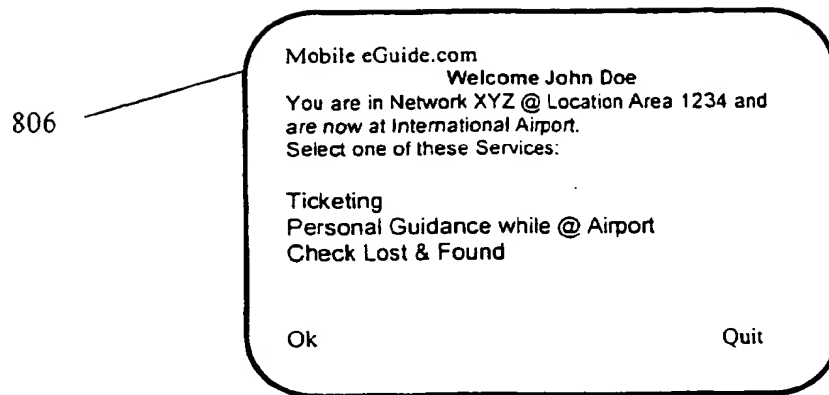 Mobile eGuide.com
Welcome John Doe
806
You are in Network XYZ @ Location Area 1234 and
are now at International Airport.
Select one of these Services:
Ticketing
Personal Guidance while @ Airport
Check Lost & Found
Ok Quit